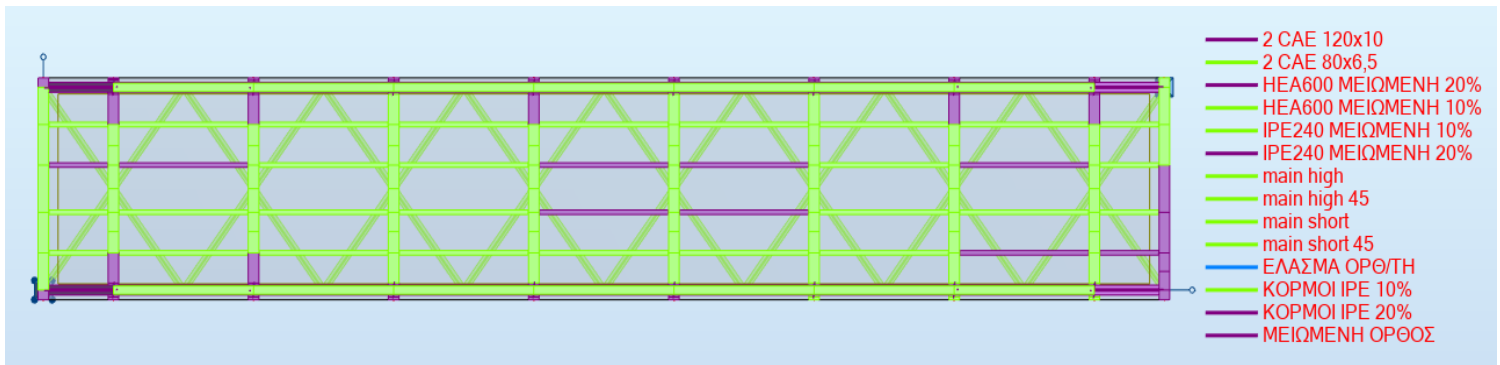 2 CAE 120x10
2 CAE 80x6,5
HEA600 ΜΕΙΩΜΕΝΗ 20%
HEA600 ΜΕΙΩΜΕΝΗ 10%
IPE240 ΜΕΙΩΜΕΝΗ 10%
IPE240 ΜΕΙΩΜΕΝΗ 20%
main high
main high 45
main short
main short 45
ΕΛΑΣΜΑ ΟΡΘ/ΤΗ
ΚΟΡΜΟΙ IPE 10%
ΚΟΡΜΟΙ IPE 20%
ΜΕΙΩΜΕΝΗ ΟΡΘΟΣ